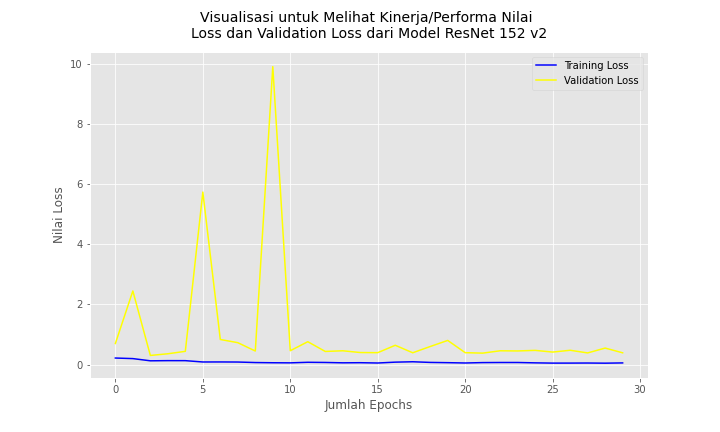 Visualisasi untuk Melihat Kinerja/Performa Nilai
Loss dan Validation Loss dari Model ResNet 152 v2
Training Loss
Validation Loss
Nilai Loss
10
8
6
4
2
0
0 5 10 15 20 25 30
Jumlah Epochs